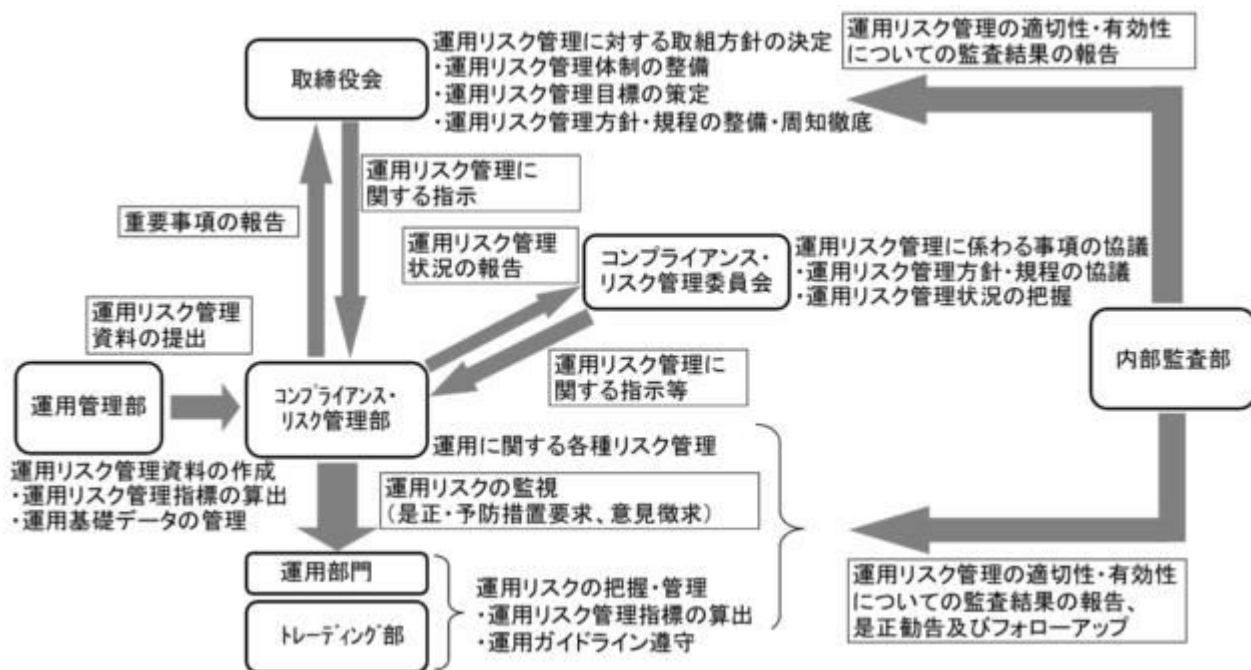 取締役会
運用リスク管理に対する取組方針の決定
・運用リスク管理体制の整備
・運用リスク管理目標の策定
・運用リスク管理方針・規程の整備・周知徹底
運用リスク管理の適切性・有効性
についての監査結果の報告
運用リスク管理に
関する指示
重要事項の報告
運用リスク管理
状況の報告
コンプライアンス・
リスク管理委員会
運用リスク管理に係わる事項の協議
・運用リスク管理方針・規程の協議
・運用リスク管理状況の把握
運用リスク管理
資料の提出
運用リスク管理に
関する指示等
内部監査部
運用管理部
コンプライアンス・
リスク管理部
運用に関する各種リスク管理
運用リスク管理資料の作成
・運用リスク管理指標の算出
・運用基礎データの管理
運用リスクの監視
(是正・予防措置要求、意見徴求)
運用部門
トレーディング部
運用リスクの把握・管理
・運用リスク管理指標の算出
・運用ガイドライン遵守
運用リスク管理の適切性・有効性
についての監査結果の報告、
是正勧告及びフォローアップ